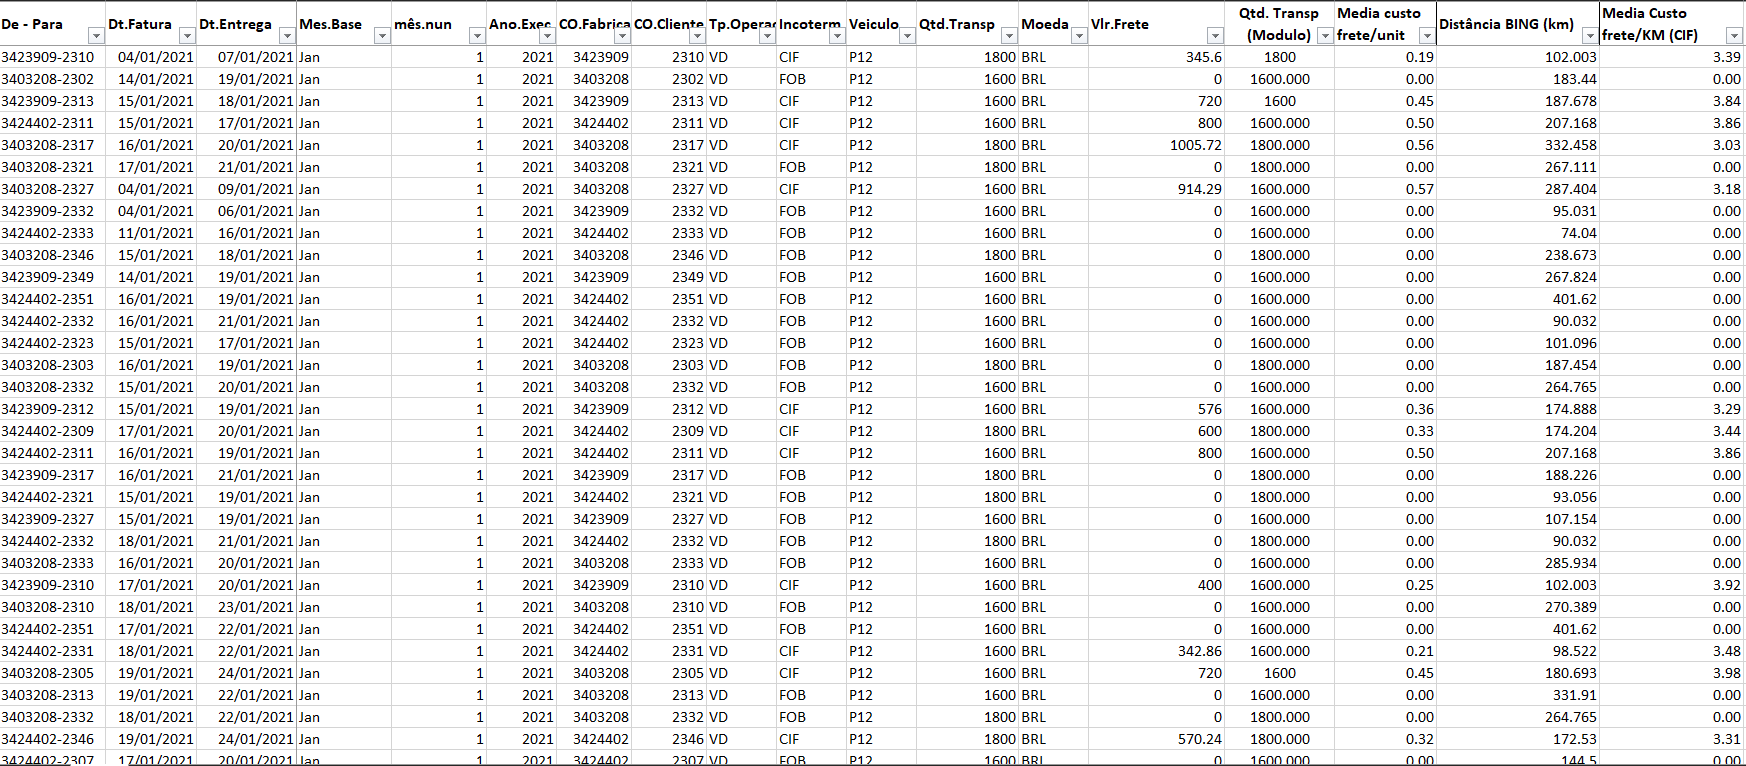 De - Para Dt.Fatura Dt.Entrega Mes.Base mês.nun Ano.Exec CO.Fabrica CO.Cliente Tp.Operaç Incoterm Veiculo Qtd.Transp Moeda Vlr.Frete Qtd. Transp (Modulo) Media custo frete/unit Distância BING (km) Media Custo frete/KM (CIF)
3423909-2310 04/01/2021 07/01/2021 Jan 1 2021 3423909 2310 VD CIF P12 1800 BRL 345.6 1800 0.19 102.003 3.39
3403208-2302 14/01/2021 19/01/2021 Jan 1 2021 3403208 2302 VD FOB P12 1600 BRL 0 1600.000 0.00 183.44 0.00
3423909-2313 15/01/2021 18/01/2021 Jan 1 2021 3423909 2313 VD CIF P12 1600 BRL 720 1600 0.45 187.678 3.84
3424402-2311 15/01/2021 17/01/2021 Jan 1 2021 3424402 2311 VD CIF P12 1600 BRL 800 1600.000 0.50 207.168 3.86
3403208-2317 16/01/2021 20/01/2021 Jan 1 2021 3403208 2317 VD CIF P12 1800 BRL 1005.72 1800.000 0.56 332.458 3.03
3403208-2321 17/01/2021 21/01/2021 Jan 1 2021 3403208 2321 VD FOB P12 1800 BRL 0 1800.000 0.00 267.111 0.00
3403208-2327 04/01/2021 09/01/2021 Jan 1 2021 3403208 2327 VD CIF P12 1600 BRL 914.29 1600.000 0.57 287.404 3.18
3423909-2332 04/01/2021 06/01/2021 Jan 1 2021 3423909 2332 VD FOB P12 1600 BRL 0 1600.000 0.00 95.031 0.00
3424402-2333 11/01/2021 16/01/2021 Jan 1 2021 3424402 2333 VD FOB P12 1600 BRL 0 1600.000 0.00 74.04 0.00
3403208-2346 15/01/2021 18/01/2021 Jan 1 2021 3403208 2346 VD FOB P12 1800 BRL 0 1800.000 0.00 238.673 0.00
3423909-2349 14/01/2021 19/01/2021 Jan 1 2021 3423909 2349 VD FOB P12 1600 BRL 0 1600.000 0.00 267.824 0.00
3424402-2351 16/01/2021 19/01/2021 Jan 1 2021 3424402 2351 VD FOB P12 1600 BRL 0 1600.000 0.00 401.62 0.00
3424402-2332 16/01/2021 21/01/2021 Jan 1 2021 3424402 2332 VD FOB P12 1600 BRL 0 1600.000 0.00 90.032 0.00
3424402-2323 15/01/2021 17/01/2021 Jan 1 2021 3424402 2323 VD FOB P12 1600 BRL 0 1600.000 0.00 101.096 0.00
3403208-2303 16/01/2021 19/01/2021 Jan 1 2021 3403208 2303 VD FOB P12 1800 BRL 0 1800.000 0.00 187.454 0.00
3403208-2332 15/01/2021 20/01/2021 Jan 1 2021 3403208 2332 VD FOB P12 1600 BRL 0 1600.000 0.00 264.765 0.00
3423909-2312 15/01/2021 19/01/2021 Jan 1 2021 3423909 2312 VD CIF P12 1600 BRL 576 1600.000 0.36 174.888 3.29
3424402-2309 17/01/2021 20/01/2021 Jan 1 2021 3424402 2309 VD CIF P12 1800 BRL 600 1800.000 0.33 174.204 3.44
3424402-2311 16/01/2021 19/01/2021 Jan 1 2021 3424402 2311 VD CIF P12 1600 BRL 800 1600.000 0.50 207.168 3.86
3423909-2317 16/01/2021 21/01/2021 Jan 1 2021 3423909 2317 VD FOB P12 1800 BRL 0 1800.000 0.00 188.226 0.00
3424402-2321 15/01/2021 19/01/2021 Jan 1 2021 3424402 2321 VD FOB P12 1800 BRL 0 1800.000 0.00 93.056 0.00
3423909-2327 15/01/2021 19/01/2021 Jan 1 2021 3423909 2327 VD FOB P12 1600 BRL 0 1600.000 0.00 107.154 0.00
3424402-2332 18/01/2021 21/01/2021 Jan 1 2021 3424402 2332 VD FOB P12 1800 BRL 0 1800.000 0.00 90.032 0.00
3403208-2333 16/01/2021 20/01/2021 Jan 1 2021 3403208 2333 VD FOB P12 1600 BRL 0 1600.000 0.00 285.934 0.00
3423909-2310 17/01/2021 20/01/2021 Jan 1 2021 3423909 2310 VD CIF P12 1600 BRL 400 1600.000 0.25 102.003 3.92
3403208-2310 18/01/2021 23/01/2021 Jan 1 2021 3403208 2310 VD FOB P12 1600 BRL 0 1600.000 0.00 270.389 0.00
3424402-2351 17/01/2021 22/01/2021 Jan 1 2021 3424402 2351 VD FOB P12 1600 BRL 0 1600.000 0.00 401.62 0.00
3424402-2331 18/01/2021 22/01/2021 Jan 1 2021 3424402 2331 VD CIF P12 1600 BRL 342.86 1600.000 0.21 98.522 3.48
3403208-2305 19/01/2021 24/01/2021 Jan 1 2021 3403208 2305 VD CIF P12 1600 BRL 720 1600 0.45 180.693 3.98
3403208-2313 19/01/2021 22/01/2021 Jan 1 2021 3403208 2313 VD FOB P12 1600 BRL 0 1600.000 0.00 331.91 0.00
3403208-2332 18/01/2021 22/01/2021 Jan 1 2021 3403208 2332 VD FOB P12 1800 BRL 0 1800.000 0.00 264.765 0.00
3424402-2346 19/01/2021 24/01/2021 Jan 1 2021 3424402 2346 VD CIF P12 1800 BRL 570.24 1800.000 0.32 172.53 3.31
3424402-2307 17/01/2021 20/01/2021 Jan 1 2021 3424402 2307 VD FOB P12 1600 BRL 0 1600.000 0.00 144.5 0.00